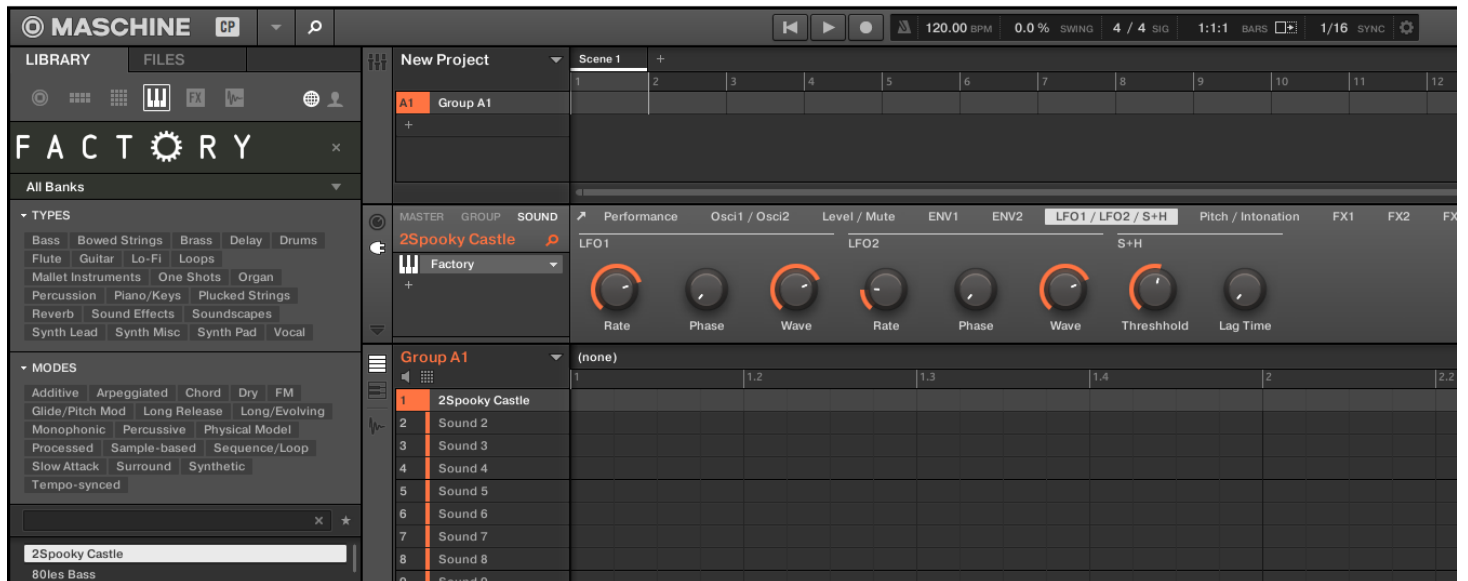 MASCHINE CP
120.00 BPM 0.0 % SWING 4 / 4 SIG 1:1:1 BARS 1/16 SYNC
LIBRARY FILES
FX
FACTORY ×
All Banks
TYPES
Bass Bowed Strings Brass Delay Drums
Flute Guitar Lo-Fi Loops
Mallet Instruments One Shots Organ
Percussion Piano/Keys Plucked Strings
Reverb Sound Effects Soundscapes
Synth Lead Synth Misc Synth Pad Vocal
MODES
Additive Arpeggiated Chord Dry FM
Glide/Pitch Mod Long Release Long/Evolving
Monophonic Percussive Physical Model
Processed Sample-based Sequence/Loop
Slow Attack Surround Synthetic
Tempo-synced
2Spooky Castle
80les Bass
New Project
Scene 1 +
1 2 3 4 5 6 7 8 9 10 11 12
A1 Group A1
+
MASTER GROUP SOUND
2Spooky Castle
Factory
+
Performance Osci1 / Osci2 Level / Mute ENV1 ENV2 LFO1 / LFO2 / S+H Pitch / Intonation FX1 FX2 FX
LFO1 LFO2 S+H
Rate Phase Wave Rate Phase Wave Threshhold Lag Time
Group A1
(none)
1 1.2 1.3 1.4 2 2.2
1 2Spooky Castle
2 Sound 2
3 Sound 3
4 Sound 4
5 Sound 5
6 Sound 6
7 Sound 7
8 Sound 8